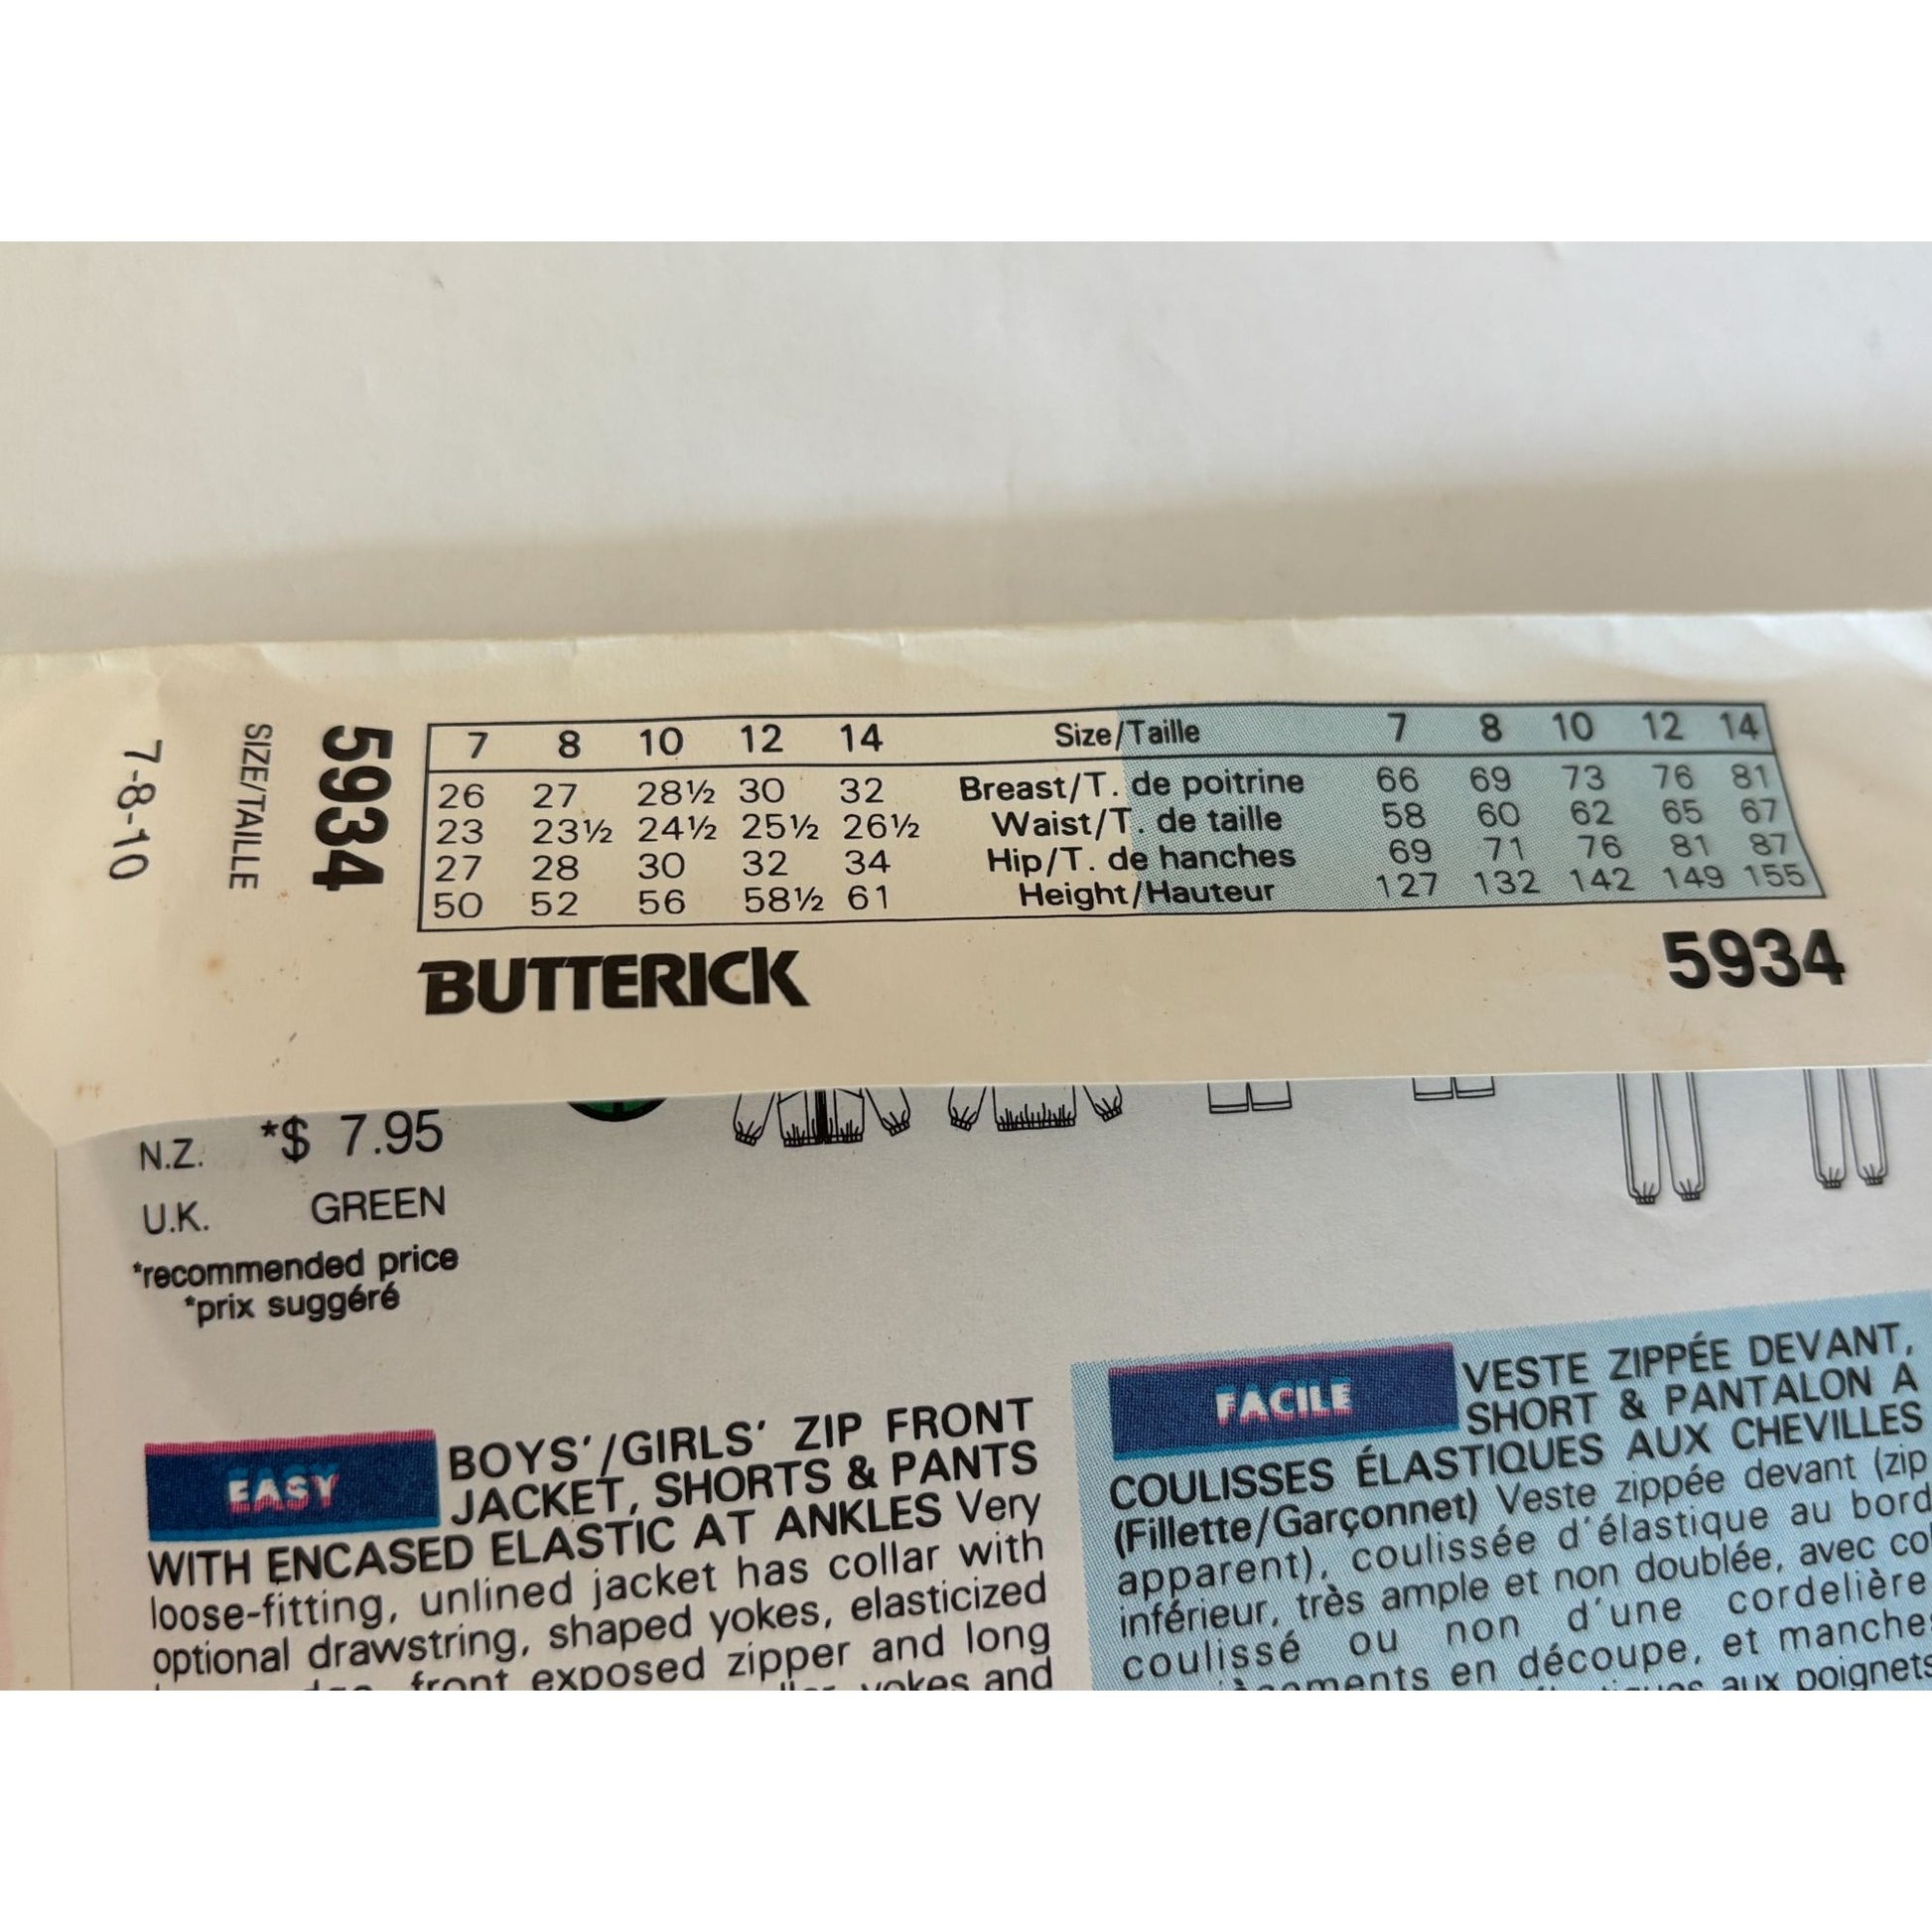 7-8-10
SIZE/TAILLE
5934
7 8 10 12 14 Size/Taille 7 8 10 12 14
26 27 28½ 30 32 Breast/T. de poitrine 66 69 73 76 81
23 23½ 24½ 25½ 26½ Waist/T. de taille 58 60 62 65 67
27 28 30 32 34 Hip/T. de hanches 69 71 76 81 87
50 52 56 58½ 61 Height/Hauteur 127 132 142 149 155
BUTTERICK 5934
N.Z. *$ 7.95
U.K. GREEN
*recommended price
*prix suggéré
EASY BOYS'/GIRLS' ZIP FRONT
JACKET, SHORTS & PANTS
WITH ENCASED ELASTIC AT ANKLES Very
loose-fitting, unlined jacket has collar with
optional drawstring, shaped yokes, elasticized
front exposed zipper and long
yokes and
FACILE VESTE ZIPPÉE DEVANT,
SHORT & PANTALON A
COULISSES ÉLASTIQUES AUX CHEVILLES
(Fillette/Garçonnet) Veste zippée devant (zip
apparent), coulissée d'élastique au bord
inférieur, très ample et non doublée, avec co
coulissé ou non d'une cordelière
en découpe, et manche
aux poignets